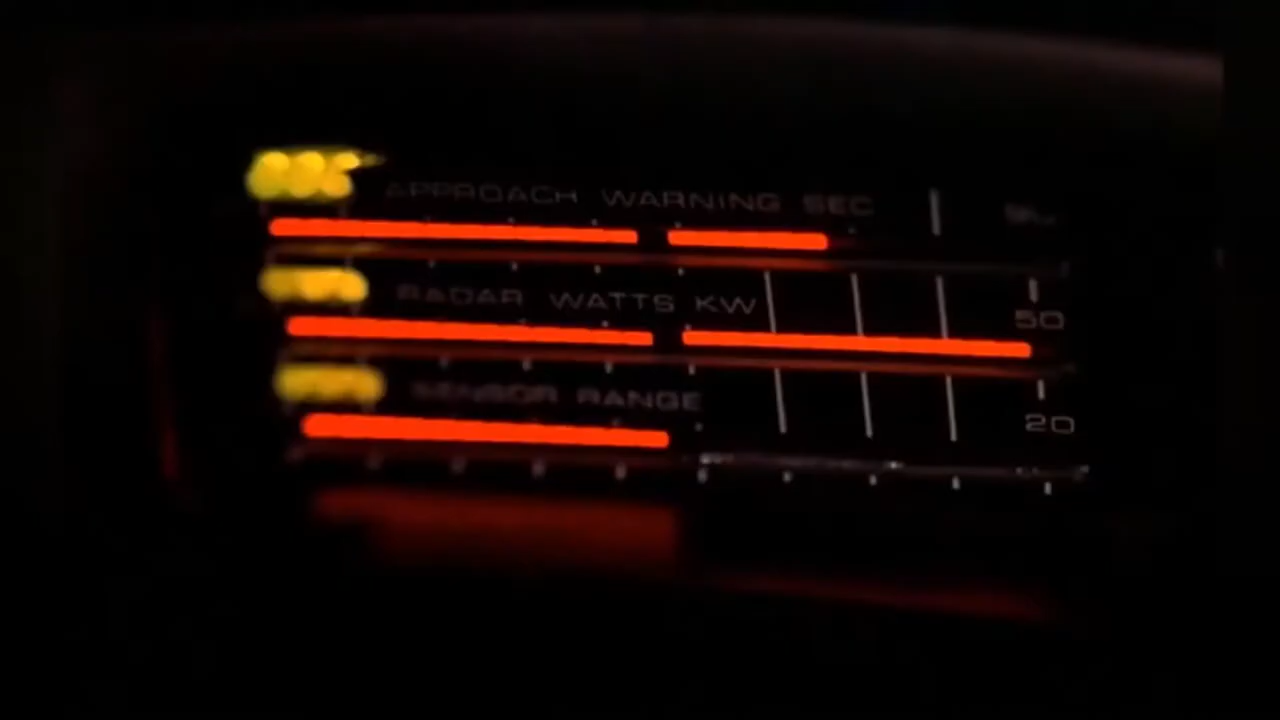 APPROACH WARNING SEC
RADAR WATTS KW
50
SENSOR RANGE
20